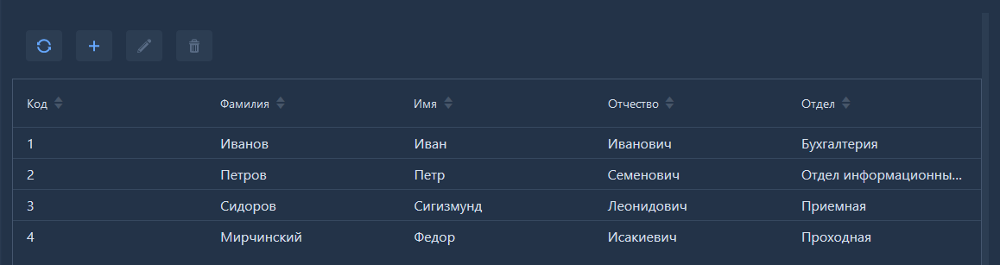 Код Фамилия Имя Отчество Отдел
1 Иванов Иван Иванович Бухгалтерия
2 Петров Петр Семенович Отдел информационны...
3 Сидоров Сигизмунд Леонидович Приемная
4 Мирчинский Федор Исакиевич Проходная